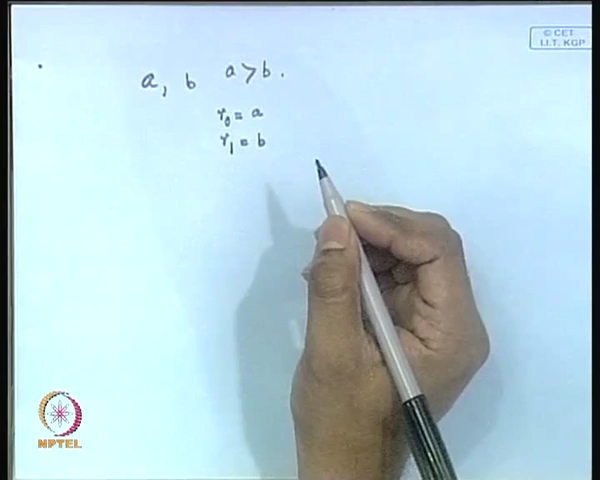 © CET
I.I.T. KGP
a, b a > b.
r₀ = a
r₁ = b
NPTEL